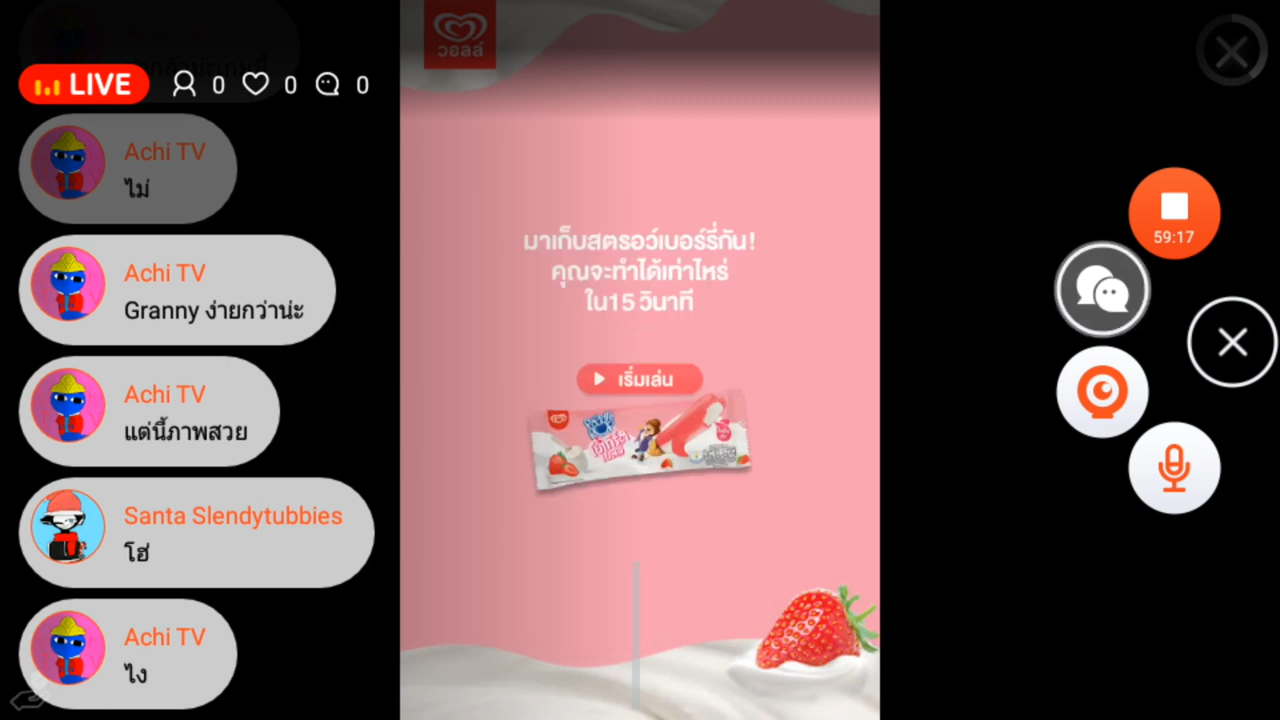 LIVE 0 0 0
Achi TV
ไม่
Achi TV
Granny ง่ายกว่าน่ะ
Achi TV
แต่นี้ภาพสวย
Santa Slendytubbies
โฮ่
Achi TV
ไง
วอลล์
มาเก็บสตรอว์เบอร์รี่กัน!
คุณจะทำได้เท่าไหร่
ใน15 วินาที
เริ่มเล่น
59:17